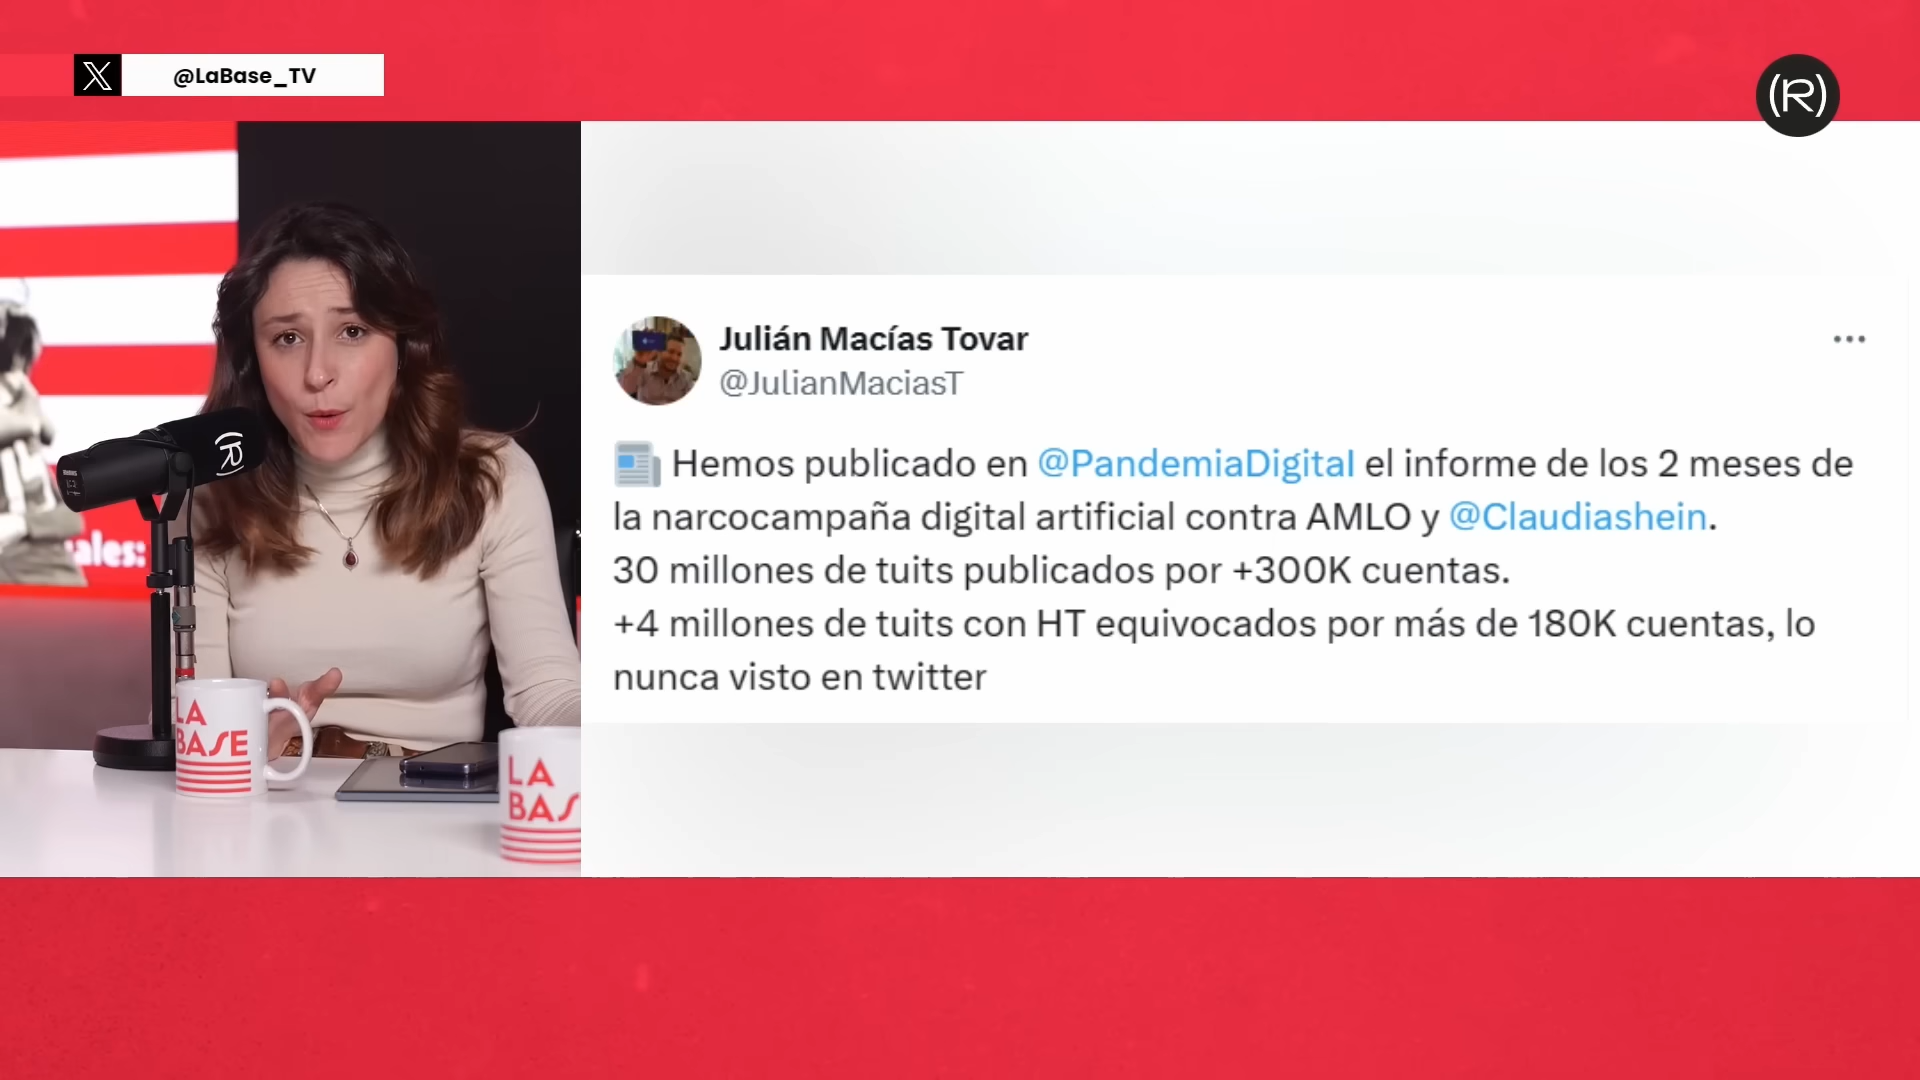 @LaBase_TV
(R)
(R)
ales:
LA
BASE
LA
BAS
Julián Macías Tovar
@JulianMaciasT
Hemos publicado en @PandemiaDigital el informe de los 2 meses de
la narcocampaña digital artificial contra AMLO y @Claudiashein.
30 millones de tuits publicados por +300K cuentas.
+4 millones de tuits con HT equivocados por más de 180K cuentas, lo
nunca visto en twitter